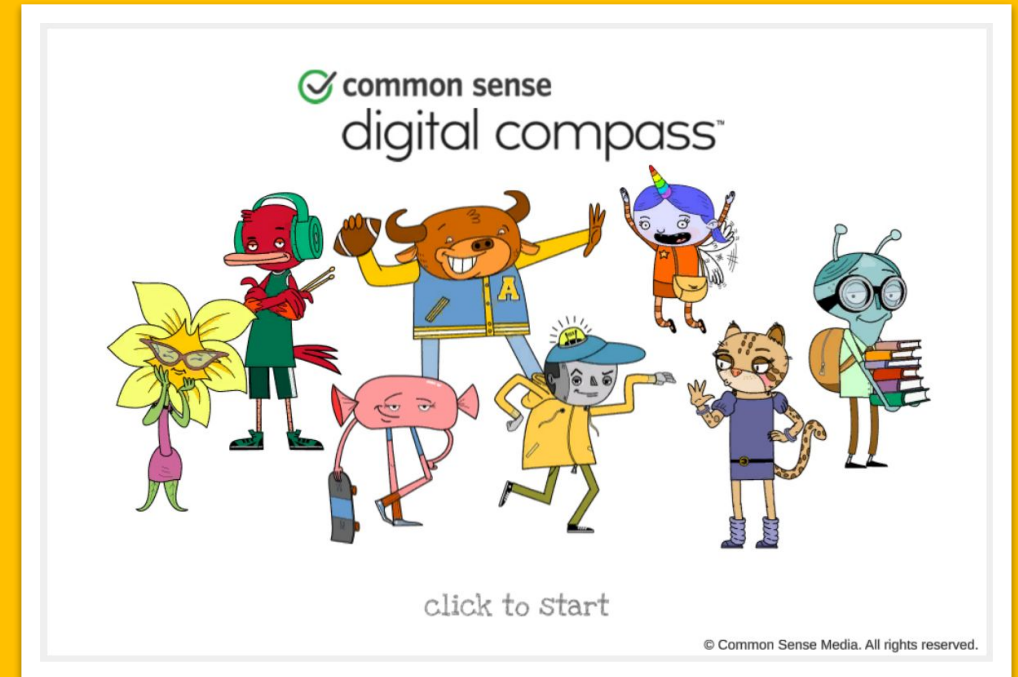 common sense
digital compass™
A
click to start
© Common Sense Media. All rights reserved.